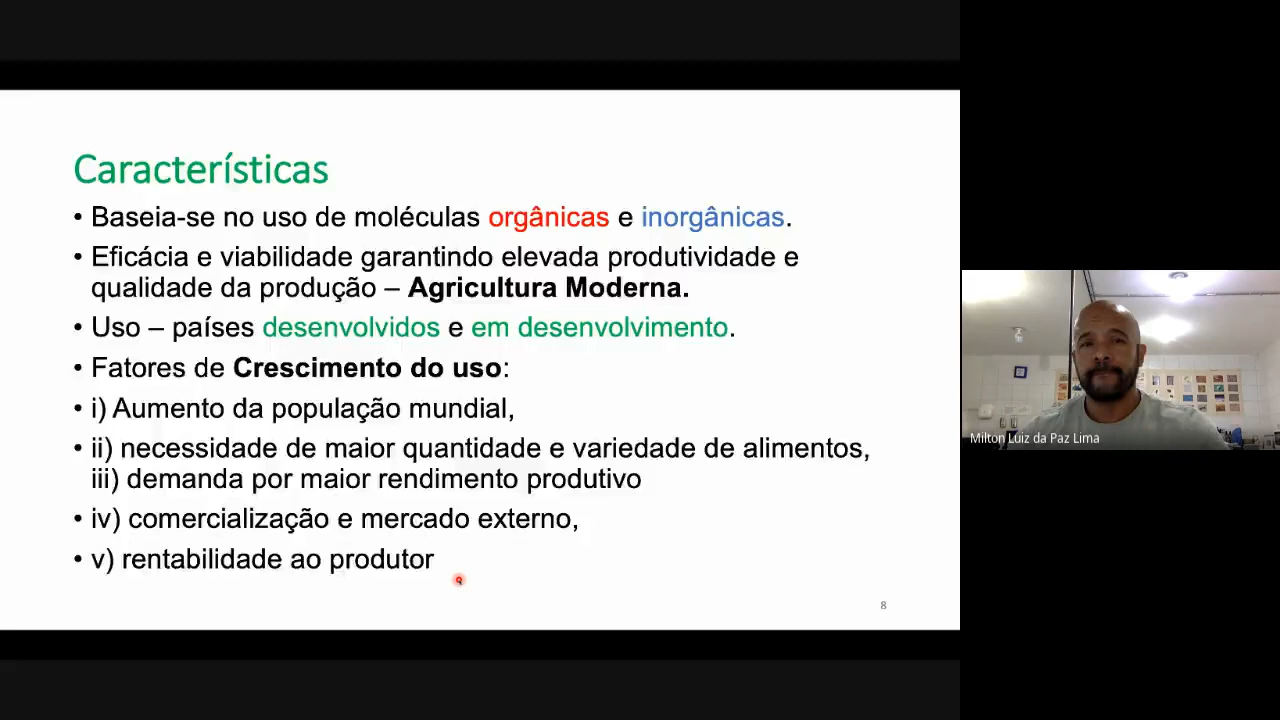 Características
• Baseia-se no uso de moléculas orgânicas e inorgânicas.
• Eficácia e viabilidade garantindo elevada produtividade e
qualidade da produção – Agricultura Moderna.
• Uso – países desenvolvidos e em desenvolvimento.
• Fatores de Crescimento do uso:
• i) Aumento da população mundial,
• ii) necessidade de maior quantidade e variedade de alimentos,
iii) demanda por maior rendimento produtivo
• iv) comercialização e mercado externo,
• v) rentabilidade ao produtor
8
Milton Luiz da Paz Lima